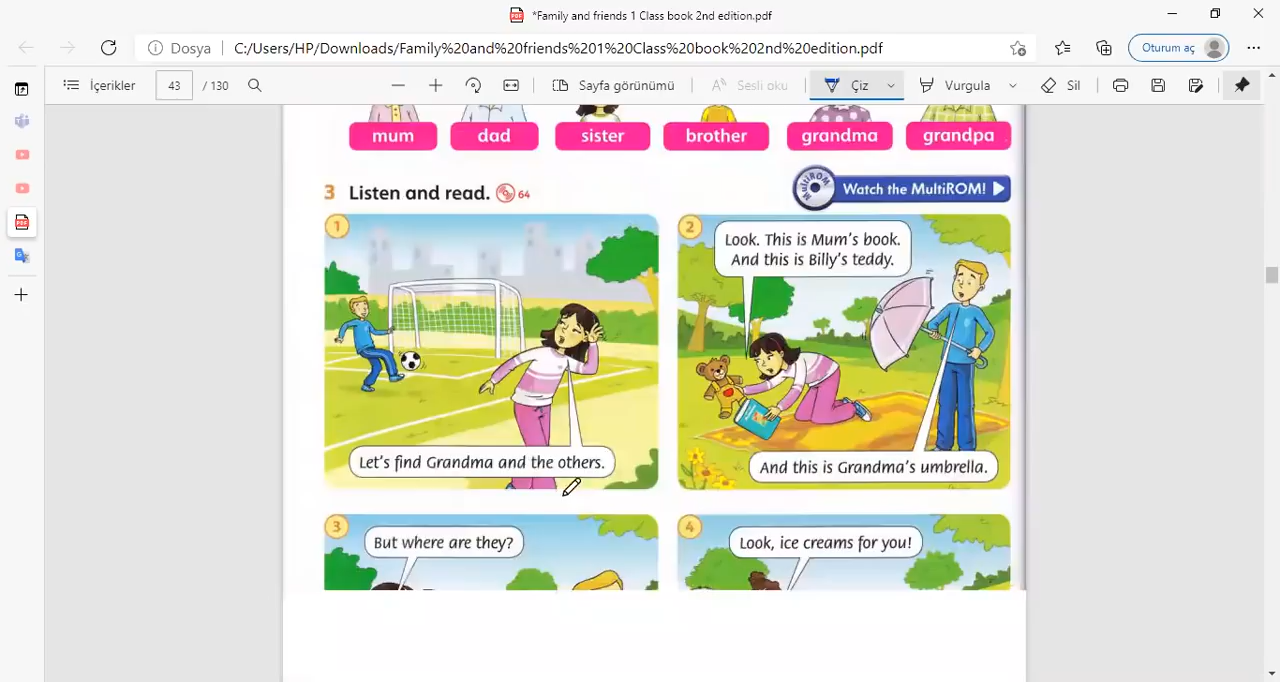 *Family and friends 1 Class book 2nd edition.pdf
Dosya C:/Users/HP/Downloads/Family%20and%20friends%201%20Class%20book%202nd%20edition.pdf Oturum aç
İçerikler 43 / 130 Sayfa görünümü Sesli oku Çiz Vurgula Sil
mum dad sister brother grandma grandpa
3 Listen and read. 64
MultiROM Watch the MultiROM!
1
Let's find Grandma and the others.
2
Look. This is Mum's book.
And this is Billy's teddy.
And this is Grandma's umbrella.
3
But where are they?
4
Look, ice creams for you!